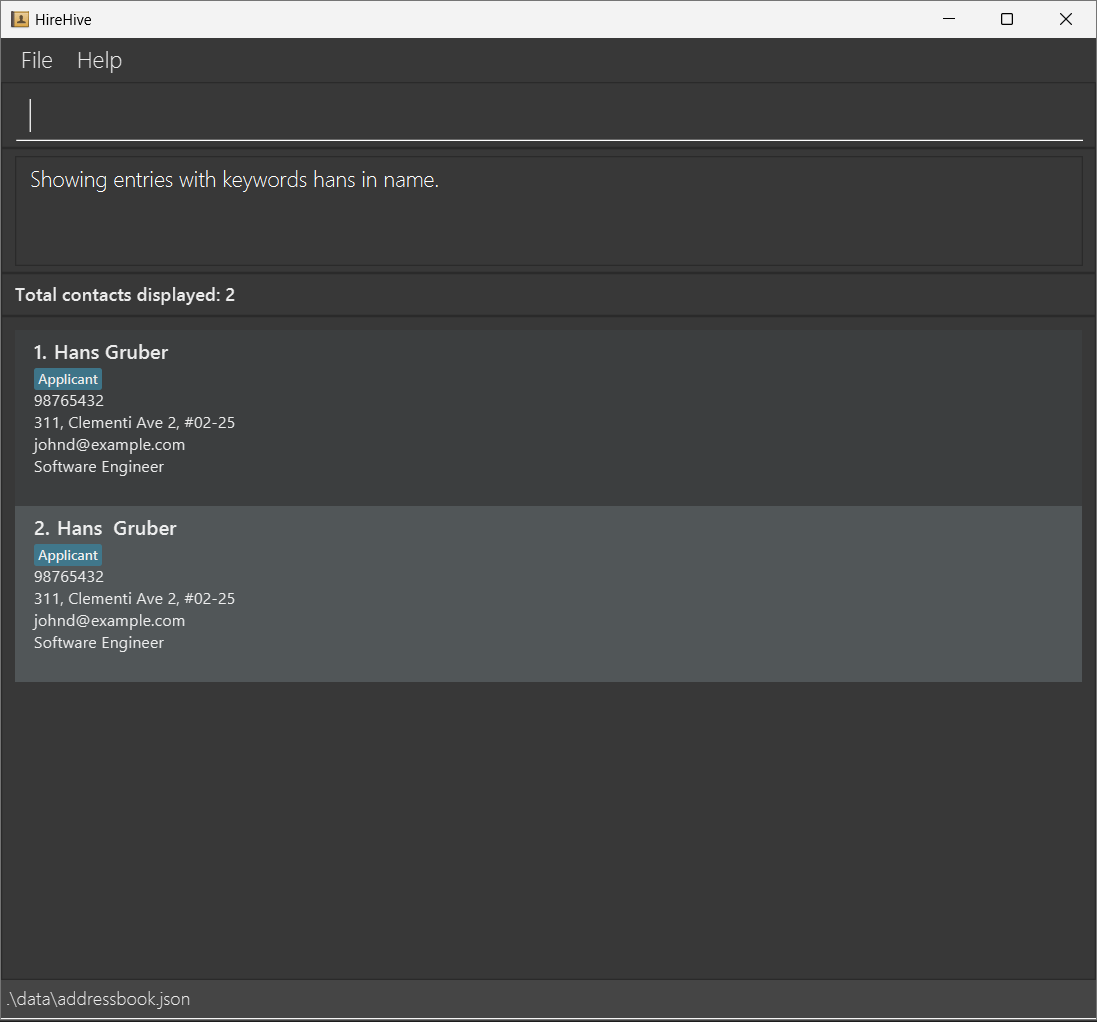 HireHive
File Help
Showing entries with keywords hans in name.
Total contacts displayed: 2
1. Hans Gruber
Applicant
98765432
311, Clementi Ave 2, #02-25
johnd@example.com
Software Engineer
2. Hans  Gruber
Applicant
98765432
311, Clementi Ave 2, #02-25
johnd@example.com
Software Engineer
.\data\addressbook.json